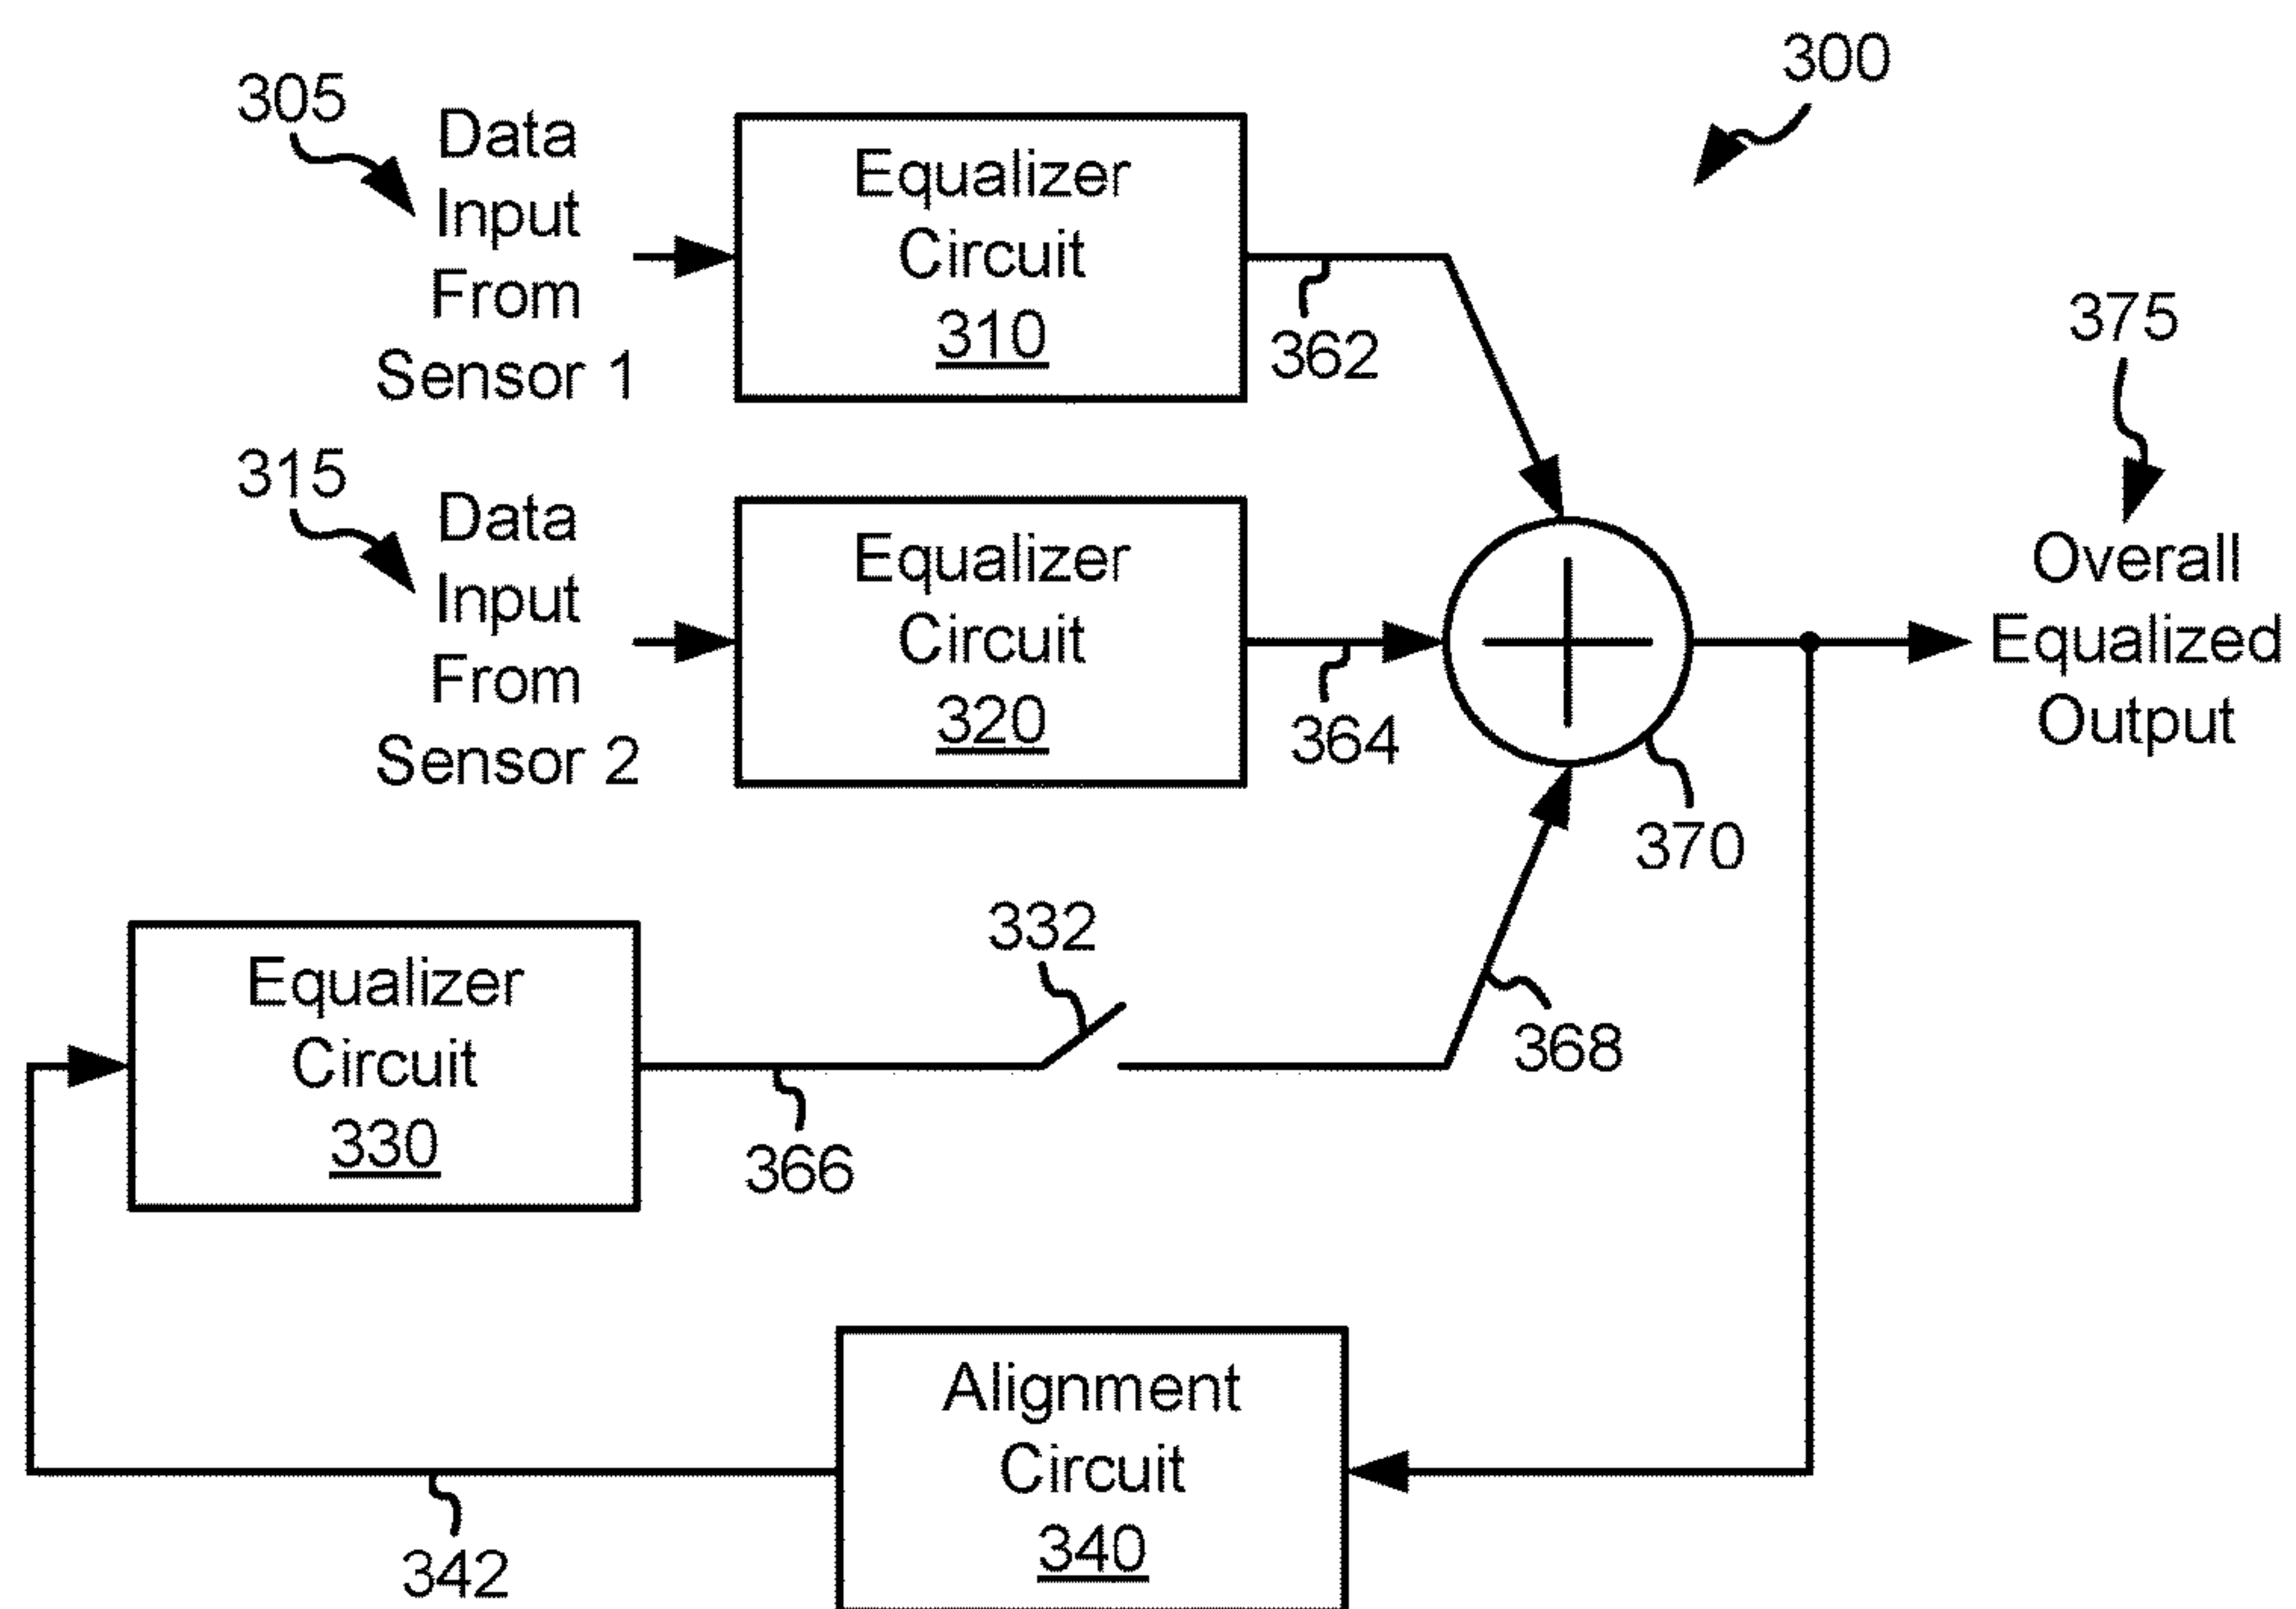 300
305
Data
Input
From
Sensor 1
Equalizer
Circuit
310
362
375
315
Data
Input
From
Sensor 2
Equalizer
Circuit
320
364
370
Overall
Equalized
Output
Equalizer
Circuit
330
332
366
368
Alignment
Circuit
340
342